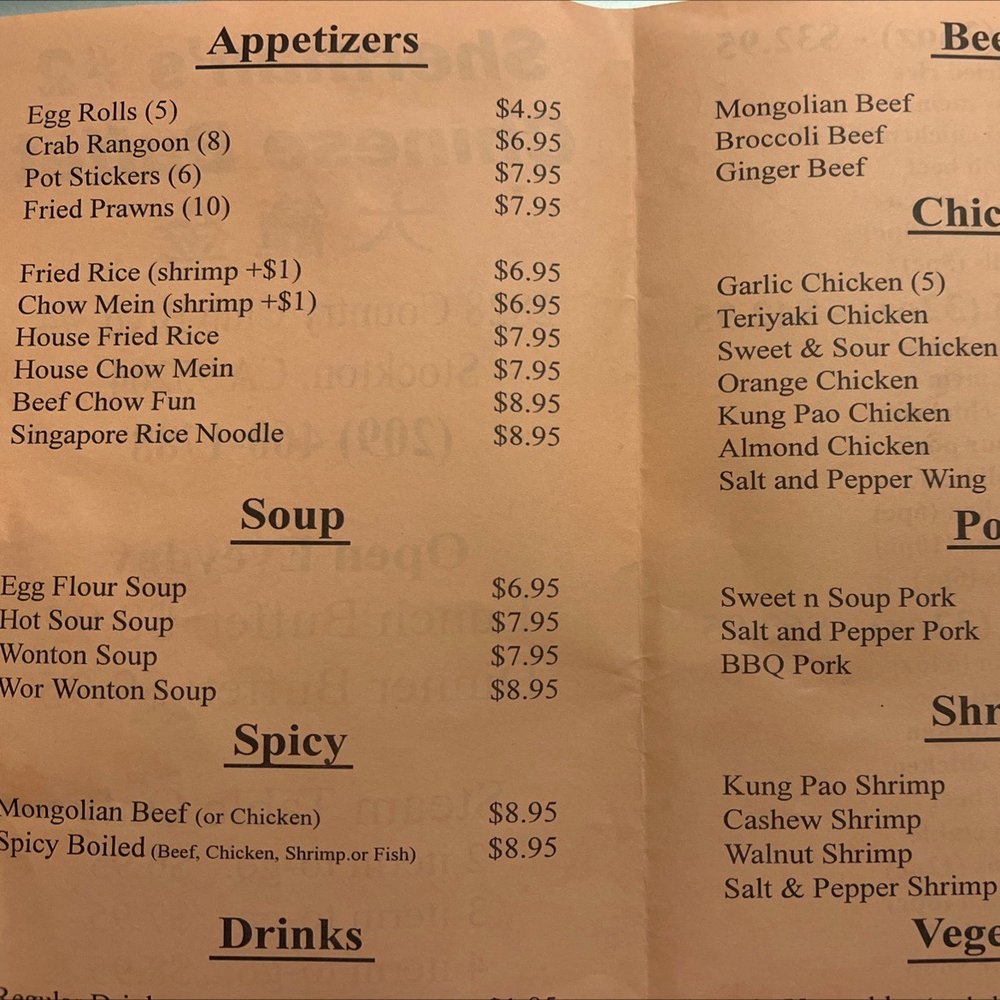 Appetizers
Egg Rolls (5) $4.95
Crab Rangoon (8) $6.95
Pot Stickers (6) $7.95
Fried Prawns (10) $7.95
Fried Rice (shrimp +$1) $6.95
Chow Mein (shrimp +$1) $6.95
House Fried Rice $7.95
House Chow Mein $7.95
Beef Chow Fun $8.95
Singapore Rice Noodle $8.95
Soup
Egg Flour Soup $6.95
Hot Sour Soup $7.95
Wonton Soup $7.95
Wor Wonton Soup $8.95
Spicy
Mongolian Beef (or Chicken) $8.95
Spicy Boiled (Beef, Chicken, Shrimp.or Fish) $8.95
Drinks
Bee
Mongolian Beef
Broccoli Beef
Ginger Beef
Chic
Garlic Chicken (5)
Teriyaki Chicken
Sweet & Sour Chicken
Orange Chicken
Kung Pao Chicken
Almond Chicken
Salt and Pepper Wing
Po
Sweet n Soup Pork
Salt and Pepper Pork
BBQ Pork
Shr
Kung Pao Shrimp
Cashew Shrimp
Walnut Shrimp
Salt & Pepper Shrimp
Vege